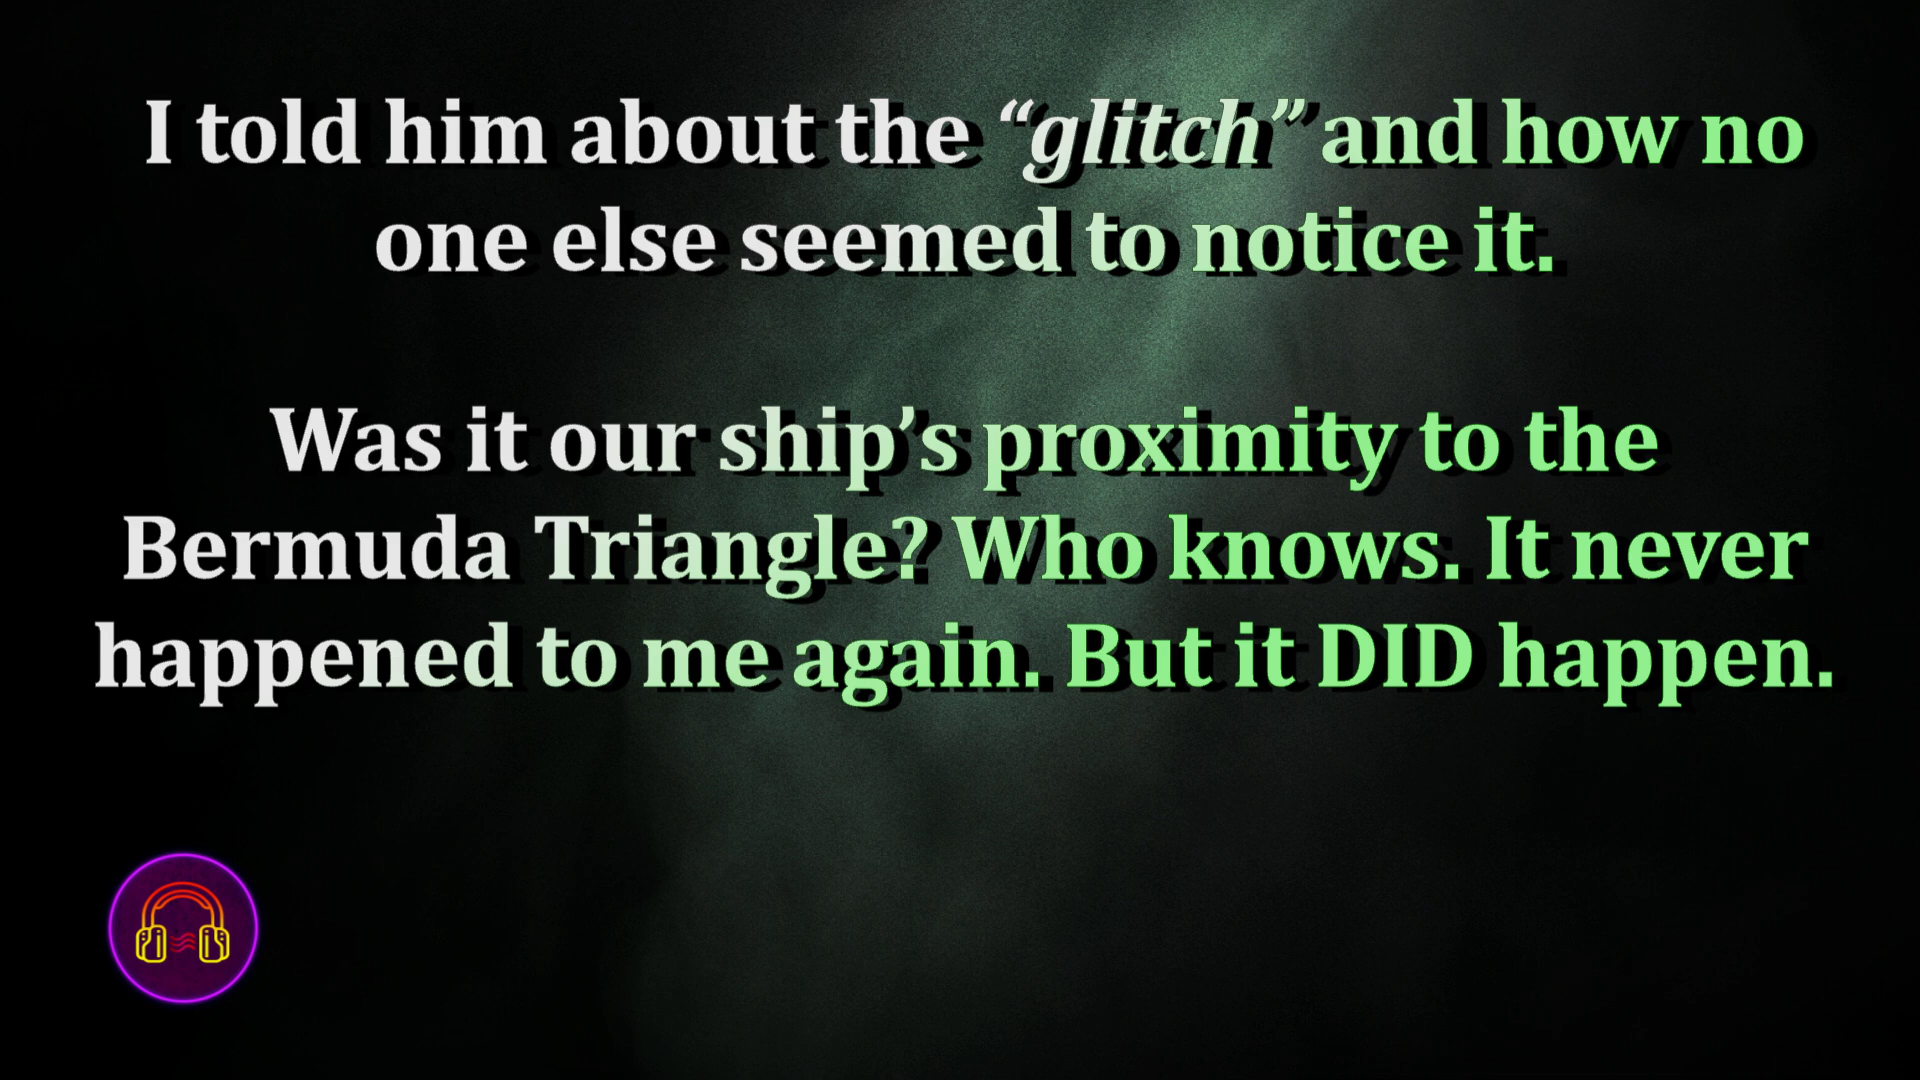 I told him about the “glitch” and how no
one else seemed to notice it.
Was it our ship’s proximity to the
Bermuda Triangle? Who knows. It never
happened to me again. But it DID happen.